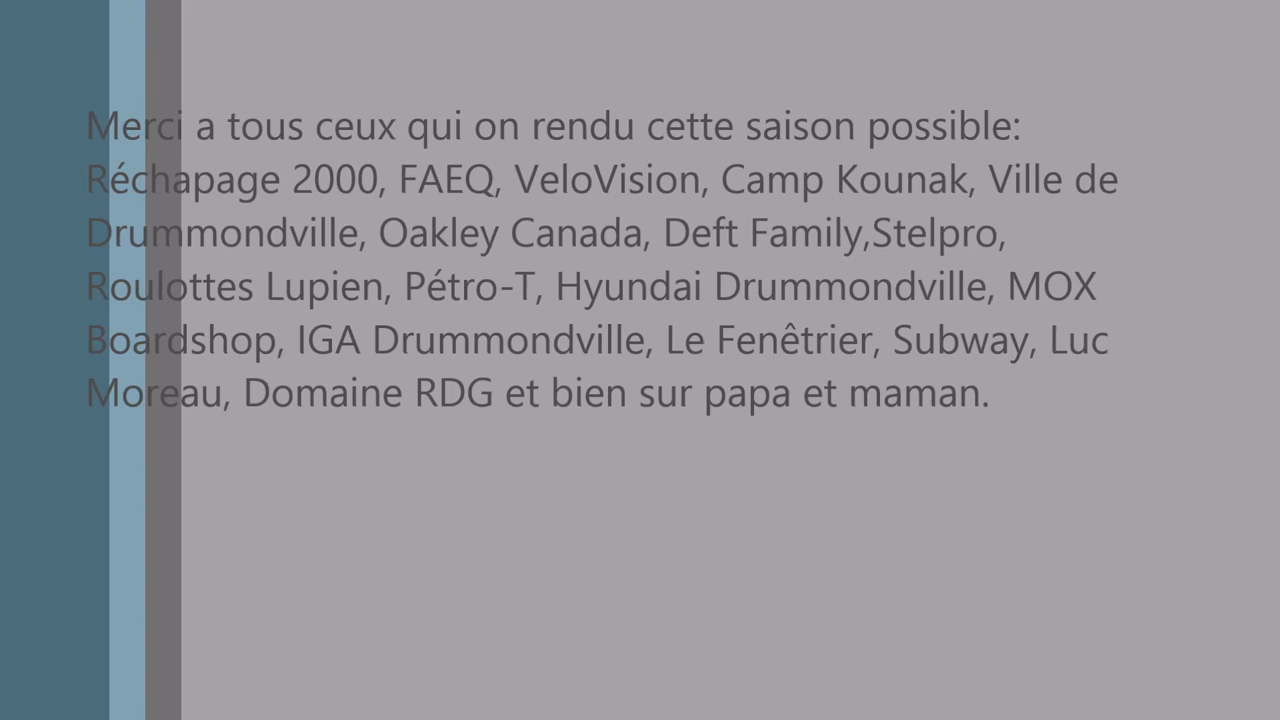 Merci a tous ceux qui on rendu cette saison possible:
Réchapage 2000, FAEQ, VeloVision, Camp Kounak, Ville de
Drummondville, Oakley Canada, Deft Family,Stelpro,
Roulottes Lupien, Pétro-T, Hyundai Drummondville, MOX
Boardshop, IGA Drummondville, Le Fenêtrier, Subway, Luc
Moreau, Domaine RDG et bien sur papa et maman.